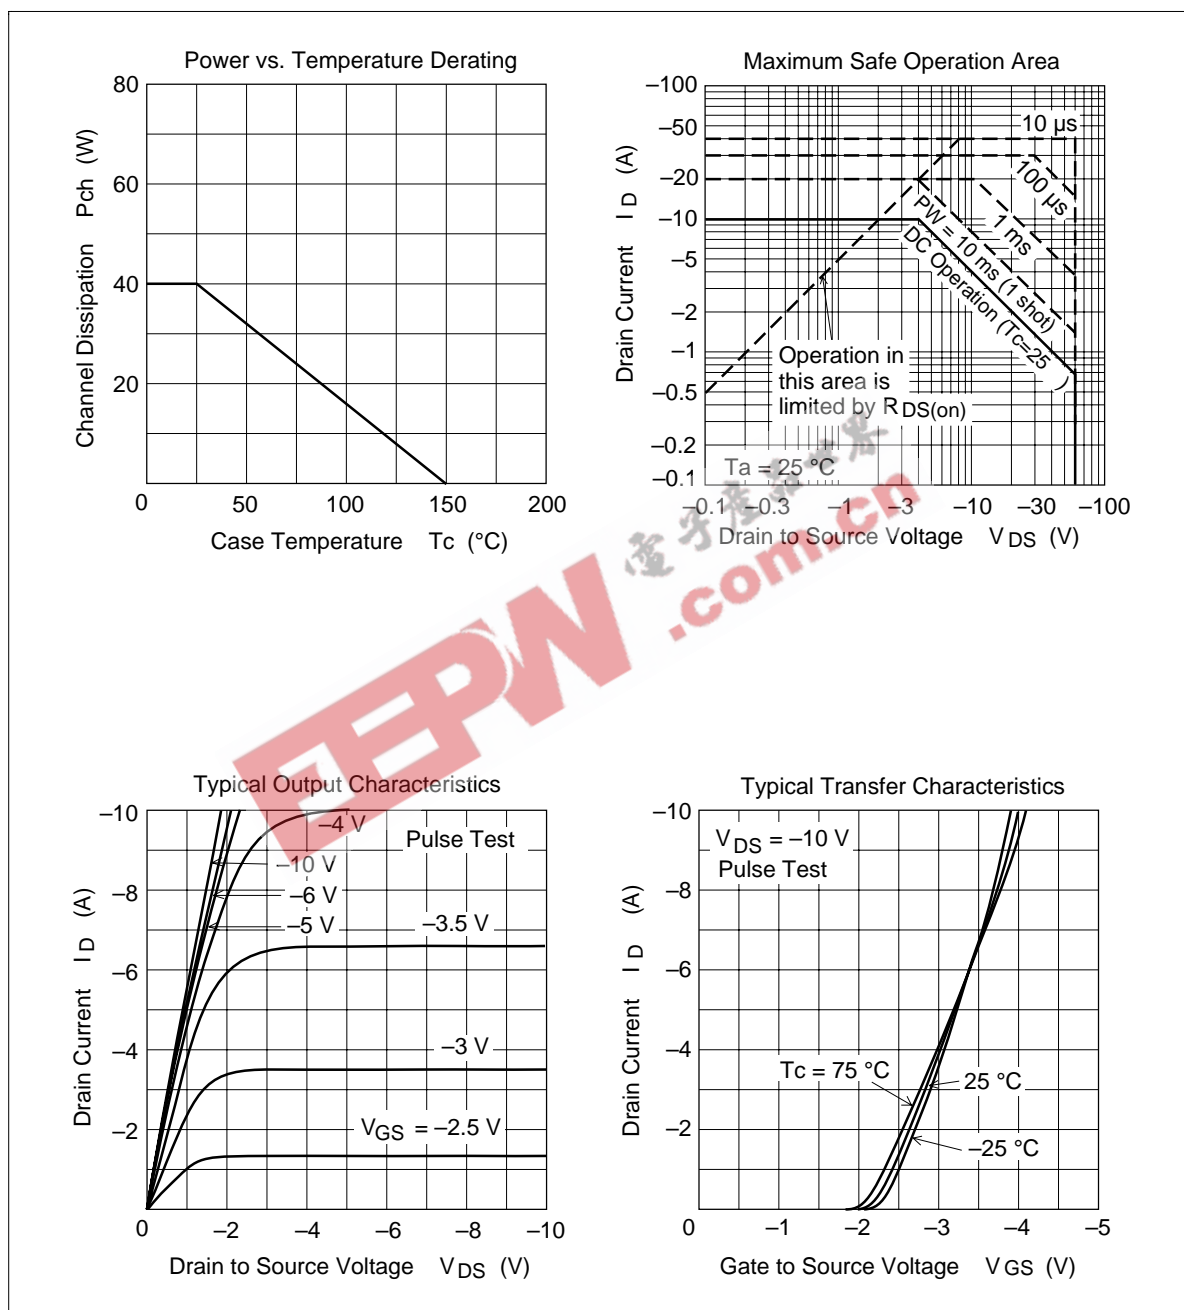 Power vs. Temperature Derating
80
60
40
20
0 50 100 150 200
Channel Dissipation Pch (W)
Case Temperature Tc (°C)
Maximum Safe Operation Area
–100
–50
–20
–10
–5
–2
–1
–0.5
–0.2
–0.1
–0.1 –0.3 –1 –3 –10 –30 –100
Drain Current I D (A)
Drain to Source Voltage V DS (V)
10 µs
100 µs
1 ms
PW = 10 ms (1 shot)
DC Operation (Tc=25
Operation in
this area is
limited by R DS(on)
Ta = 25 °C
電子產品世界
EEPW
.com.cn
Typical Output Characteristics
–10
–8
–6
–4
–2
0 –2 –4 –6 –8 –10
Drain Current I D (A)
Drain to Source Voltage V DS (V)
–4 V
Pulse Test
–10 V
–6 V
–5 V
–3.5 V
–3 V
VGS = –2.5 V
Typical Transfer Characteristics
–10
–8
–6
–4
–2
0 –1 –2 –3 –4 –5
Drain Current I D (A)
Gate to Source Voltage V GS (V)
V DS = –10 V
Pulse Test
Tc = 75 °C
25 °C
–25 °C